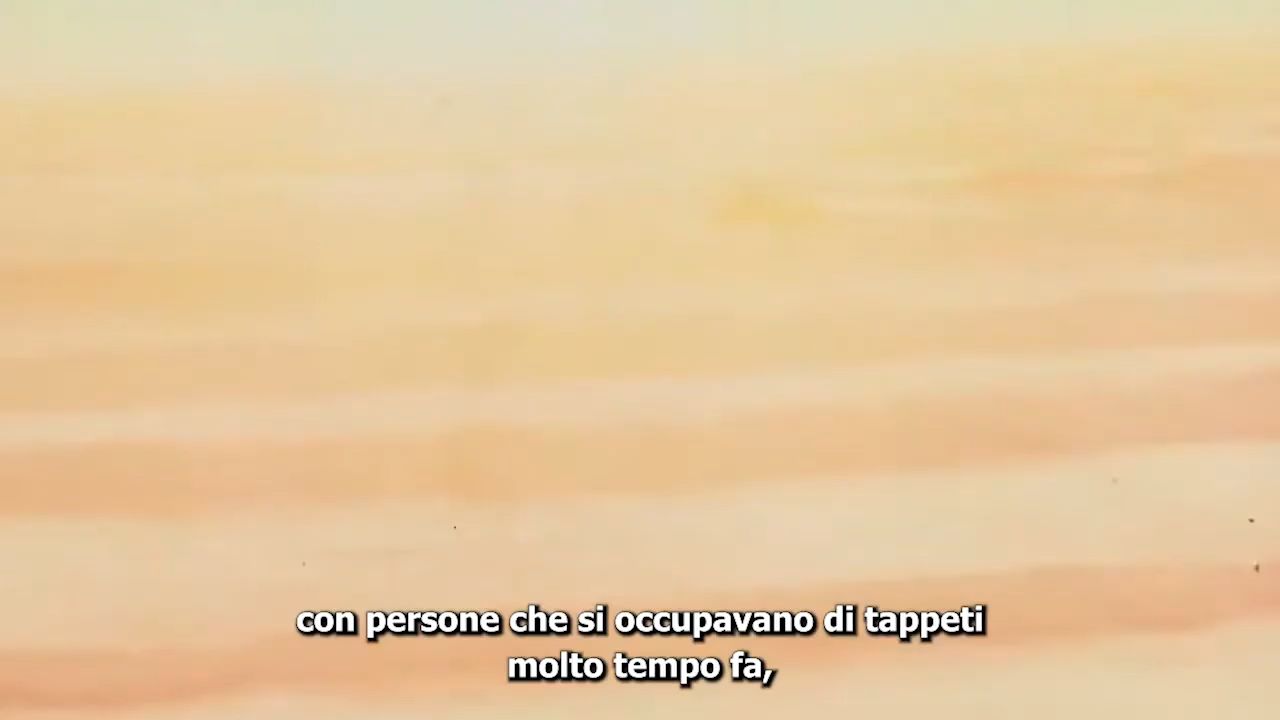 con persone che si occupavano di tappeti
molto tempo fa,